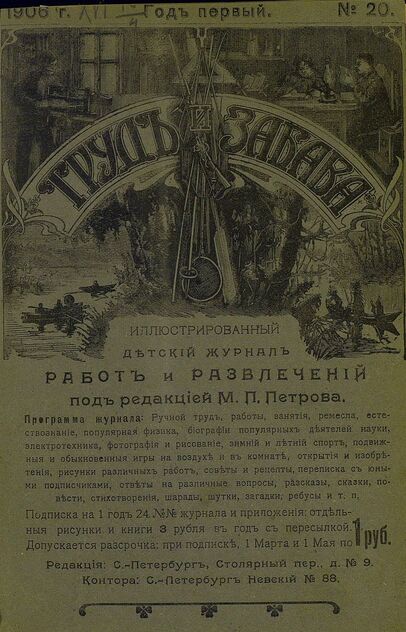 1906 г. Годъ первый. № 20.
ТРУДЪ И ЗАБАВА
ИЛЛЮСТРИРОВАННЫЙ
ДѢТСКІЙ ЖУРНАЛЪ
РАБОТЪ и РАЗВЛЕЧЕНІЙ
подъ редакціей М. П. Петрова.
Программа журнала: Ручной трудъ, работы, занятія, ремесла, есте-
ствознаніе, популярная физика, біографіи популярныхъ дѣятелей науки,
электротехника, фотографія и рисованіе, зимній и лѣтній спортъ, подвиж-
ныя и обыкновенныя игры на воздухѣ и въ комнатѣ, открытія и изобрѣ-
тенія, рисунки различныхъ работъ, совѣты и рецепты, переписка съ юны-
ми подписчиками, отвѣты на различные вопросы, разсказы, сказки, по-
вѣсти, стихотворенія, шарады, шутки, загадки, ребусы и т. п.
Подписка на 1 годъ 24 №№ журнала и приложенія: отдѣль-
ныя рисунки и книги 3 рубля въ годъ съ пересылкой.
Допускается разсрочка: при подпискѣ, 1 Марта и 1 Мая по 1 руб.
Редакція: С.-Петербургъ, Столярный пер., д. № 9.
Контора: С.-Петербургъ Невскій № 88.